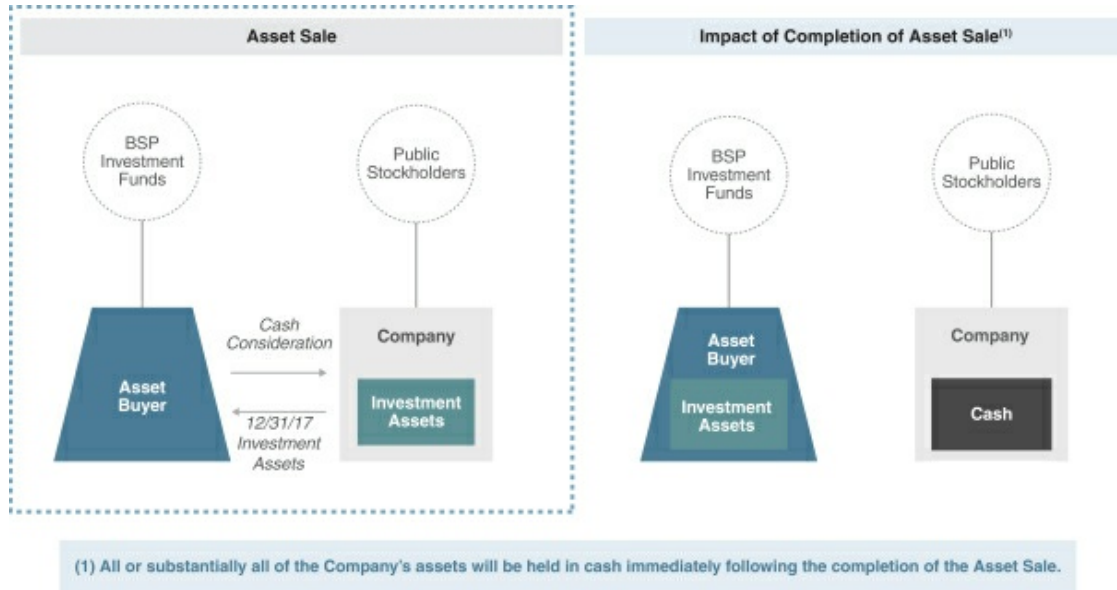 Asset Sale
BSP
Investment
Funds
Public
Stockholders
Cash
Consideration
Company
Asset
Buyer
Investment
Assets
12/31/17
Investment
Assets
Impact of Completion of Asset Sale(1)
BSP
Investment
Funds
Public
Stockholders
Asset
Buyer
Investment
Assets
Company
Cash
(1) All or substantially all of the Company's assets will be held in cash immediately following the completion of the Asset Sale.